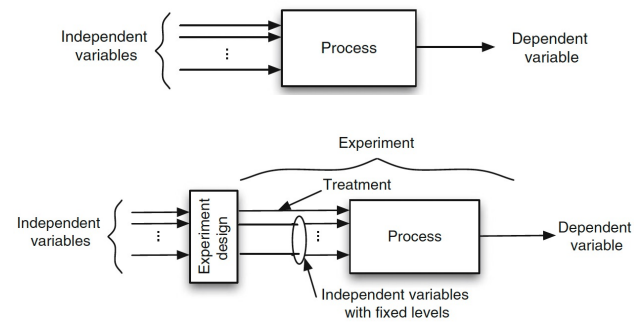 Independent
variables
Process
Dependent
variable
Experiment
Treatment
Independent
variables
Experiment
design
Process
Dependent
variable
Independent variables
with fixed levels